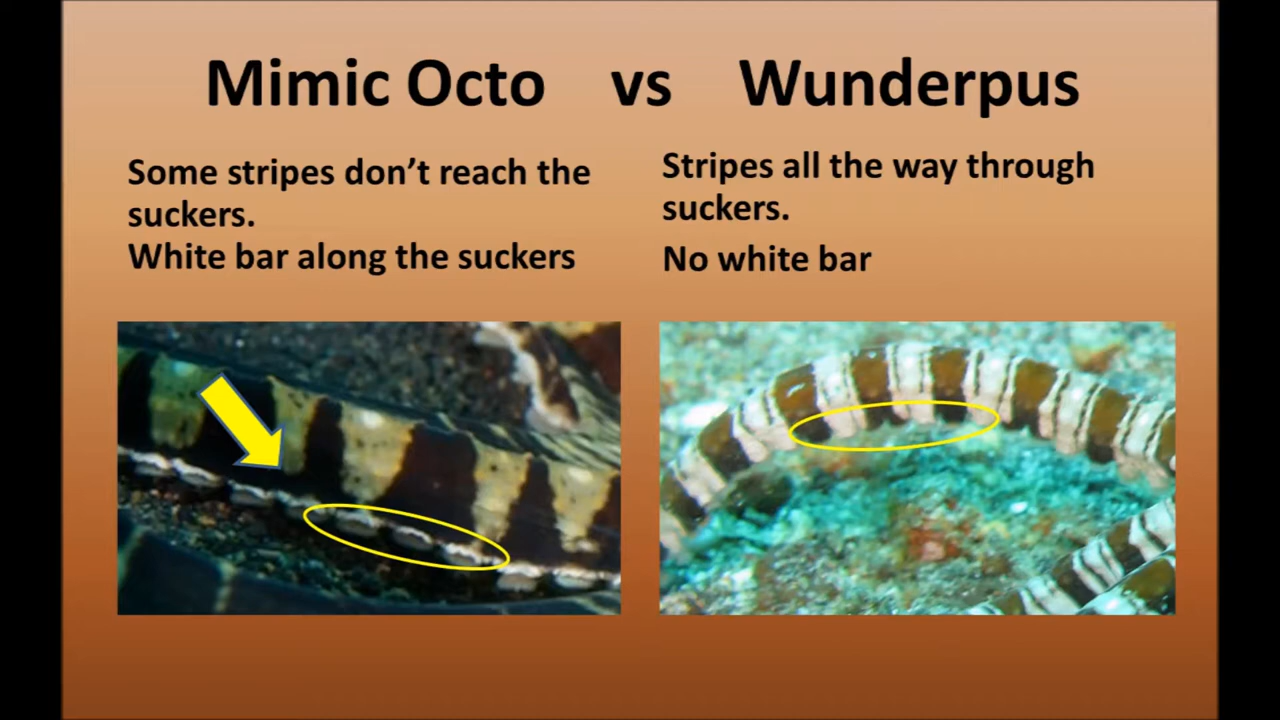 Mimic Octo vs Wunderpus
Some stripes don’t reach the
suckers.
White bar along the suckers
Stripes all the way through
suckers.
No white bar